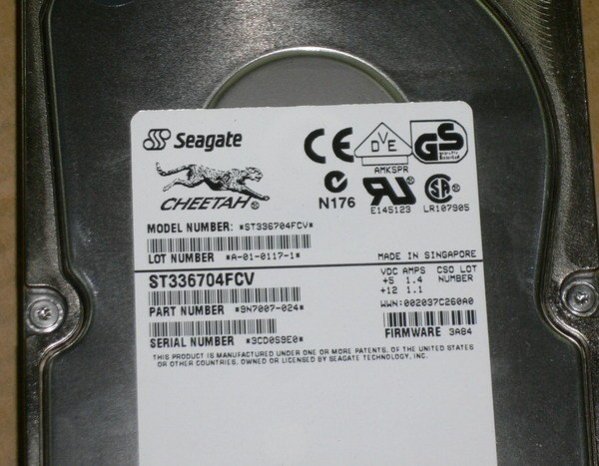 Seagate
CHEETAH®
CE
DVE
GS
AMKSPR
N176
E145123
LR107905
MODEL NUMBER: *ST336704FCV*
LOT NUMBER *A-01-0117-1*
MADE IN SINGAPORE
ST336704FCV
VDC AMPS CSO LOT
+5 1.4 NUMBER
+12 1.1
PART NUMBER *9N7007-024*
WWN:002037C260A0
FIRMWARE 3A84
SERIAL NUMBER *3CD0S9E0*
THIS PRODUCT IS MANUFACTURED UNDER ONE OR MORE PATENTS, OF THE UNITED STATES
OR OTHER COUNTRIES, OWNED OR LICENSED BY SEAGATE TECHNOLOGY, INC.